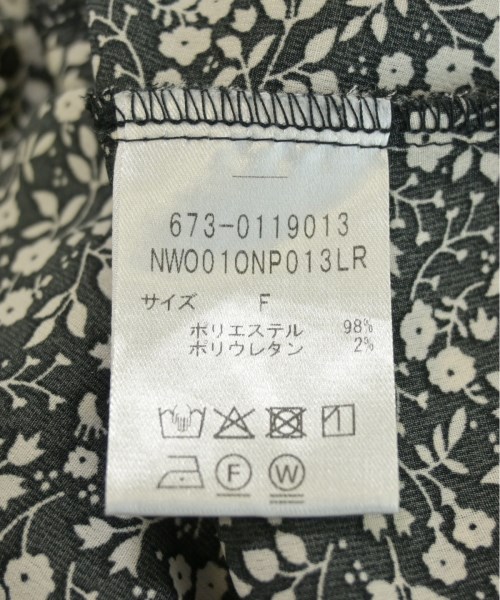 673-0119013
NWO010NP013LR
サイズ F
ポリエステル 98%
ポリウレタン 2%
F W